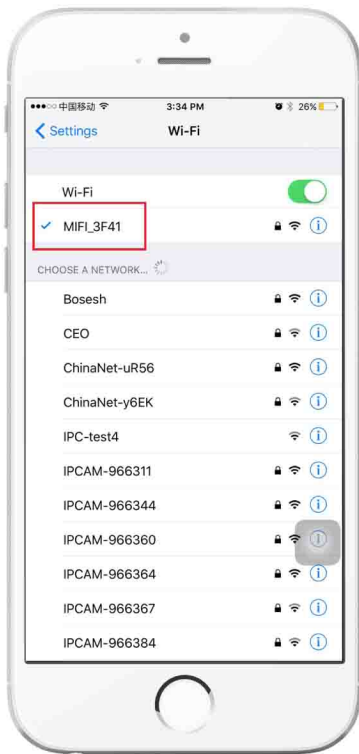 中国移动 3:34 PM 26%
Settings Wi-Fi
Wi-Fi
MIFI_3F41
CHOOSE A NETWORK...
Bosesh
CEO
ChinaNet-uR56
ChinaNet-y6EK
IPC-test4
IPCAM-966311
IPCAM-966344
IPCAM-966360
IPCAM-966364
IPCAM-966367
IPCAM-966384